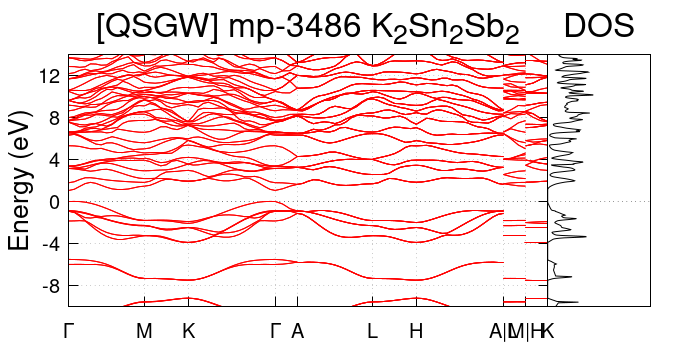 [QSGW] mp-3486 K₂Sn₂Sb₂ DOS
Energy (eV)
12
8
4
0
-4
-8
Γ M K Γ A L H A|L M|H K